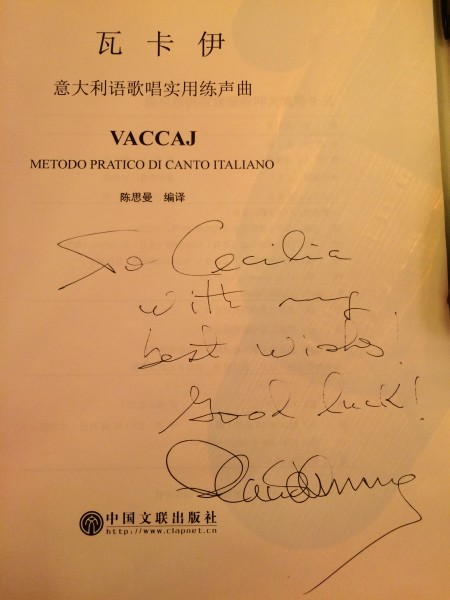 瓦卡伊
意大利语歌唱实用练声曲
VACCAJ
METODO PRATICO DI CANTO ITALIANO
陈思曼 编译
To Cecilia
with my
best wishes!
Good luck!
中国文联出版社
http://www.clapnet.cn